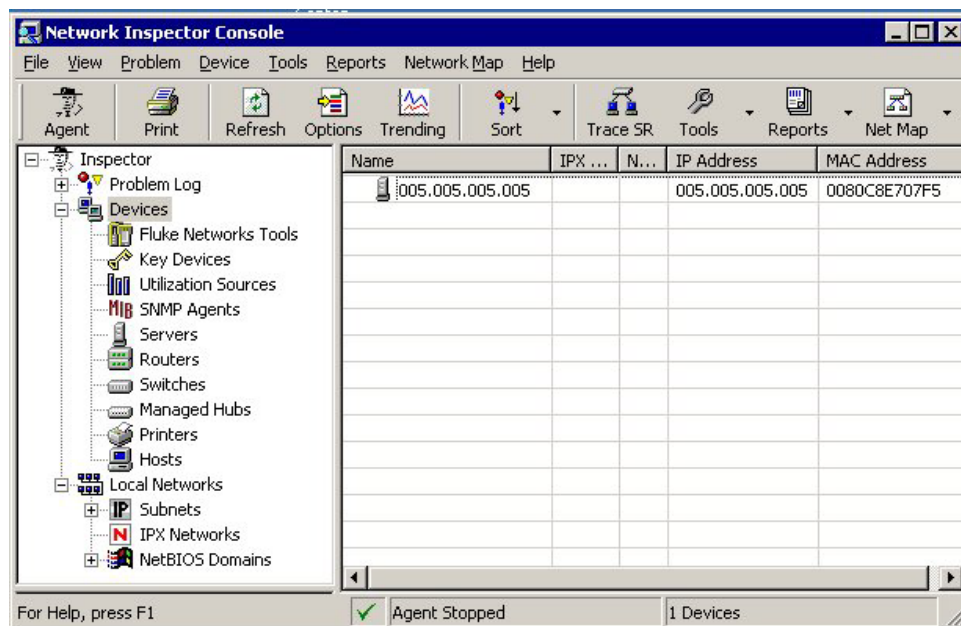 Network Inspector Console
File View Problem Device Tools Reports Network Map Help
Agent Print Refresh Options Trending Sort Trace SR Tools Reports Net Map
Inspector
Problem Log
Devices
Fluke Networks Tools
Key Devices
Utilization Sources
MIB SNMP Agents
Servers
Routers
Switches
Managed Hubs
Printers
Hosts
Local Networks
IP Subnets
N IPX Networks
NetBIOS Domains
Name IPX ... N... IP Address MAC Address
005.005.005.005 005.005.005.005 0080C8E707F5
For Help, press F1 Agent Stopped 1 Devices